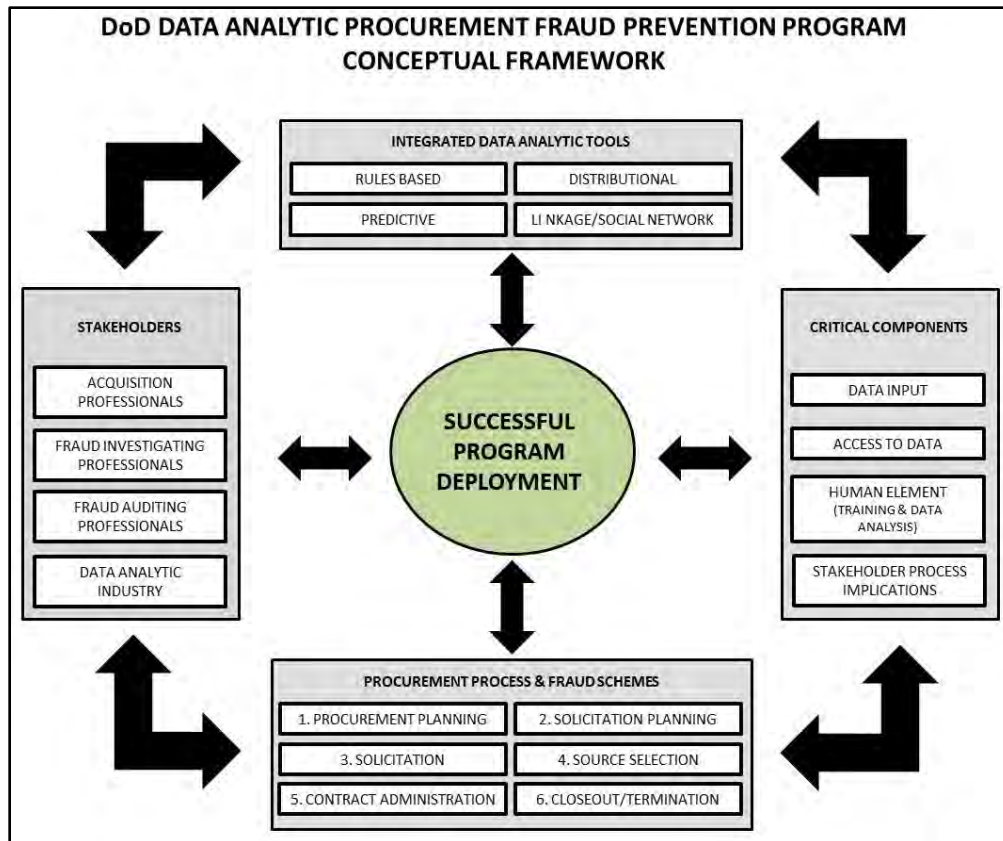 DoD DATA ANALYTIC PROCUREMENT FRAUD PREVENTION PROGRAM
CONCEPTUAL FRAMEWORK
INTEGRATED DATA ANALYTIC TOOLS
RULES BASED
DISTRIBUTIONAL
PREDICTIVE
LI NKAGE/SOCIAL NETWORK
STAKEHOLDERS
ACQUISITION
PROFESSIONALS
FRAUD INVESTIGATING
PROFESSIONALS
FRAUD AUDITING
PROFESSIONALS
DATA ANALYTIC
INDUSTRY
SUCCESSFUL
PROGRAM
DEPLOYMENT
CRITICAL COMPONENTS
DATA INPUT
ACCESS TO DATA
HUMAN ELEMENT
(TRAINING & DATA
ANALYSIS)
STAKEHOLDER PROCESS
IMPLICATIONS
PROCUREMENT PROCESS & FRAUD SCHEMES
1. PROCUREMENT PLANNING
2. SOLICITATION PLANNING
3. SOLICITATION
4. SOURCE SELECTION
5. CONTRACT ADMINISTRATION
6. CLOSEOUT/TERMINATION